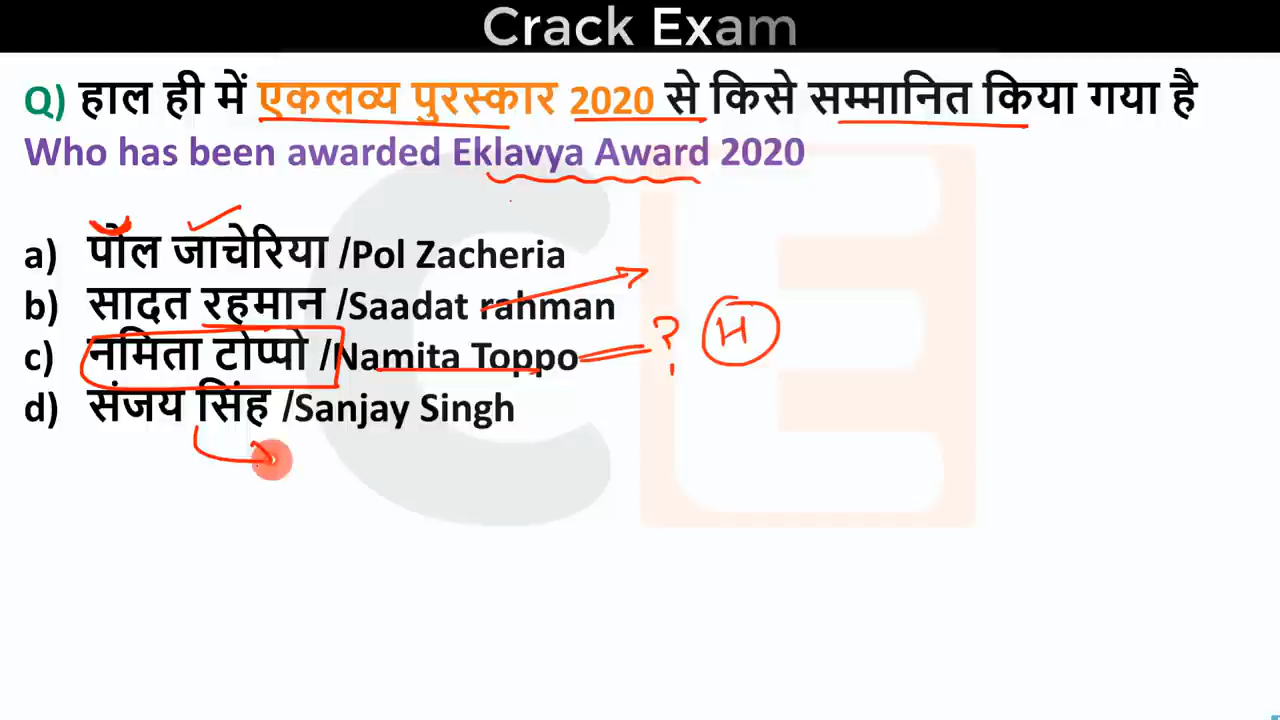 Crack Exam
Q) हाल ही में एकलव्य पुरस्कार 2020 से किसे सम्मानित किया गया है
Who has been awarded Eklavya Award 2020
a) पॉल जाचेरिया /Pol Zacheria
b) सादत रहमान /Saadat rahman
c) नमिता टोप्पो /Namita Toppo ? H
d) संजय सिंह /Sanjay Singh
CE